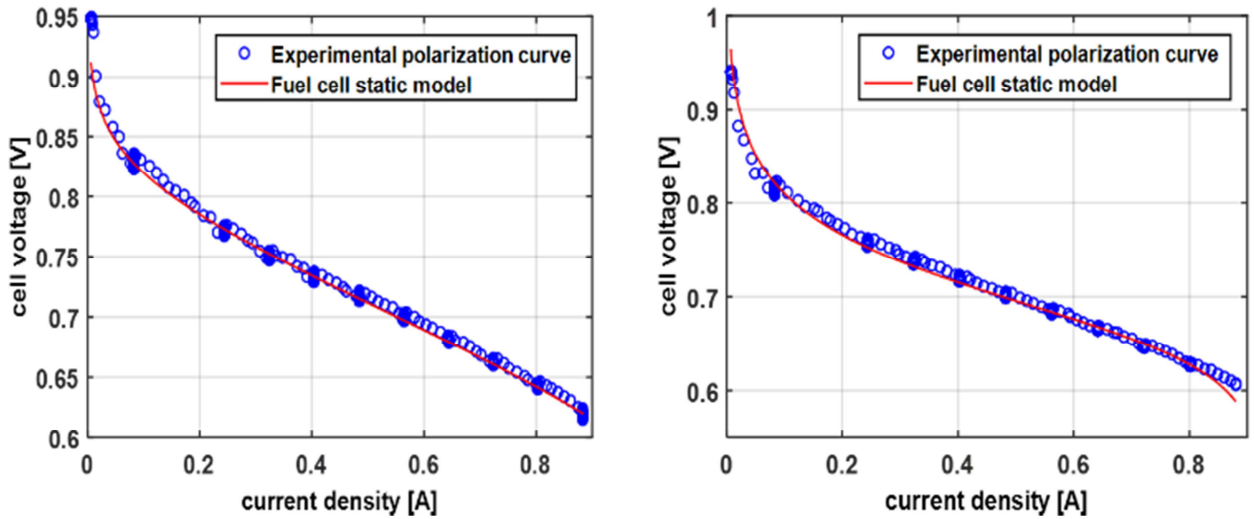 0.95
0.9
0.85
0.8
0.75
0.7
0.65
0.6
cell voltage [V]
Experimental polarization curve
Fuel cell static model
0 0.2 0.4 0.6 0.8
current density [A]
1
0.9
0.8
0.7
0.6
cell voltage [V]
Experimental polarization curve
Fuel cell static model
0 0.2 0.4 0.6 0.8
current density [A]